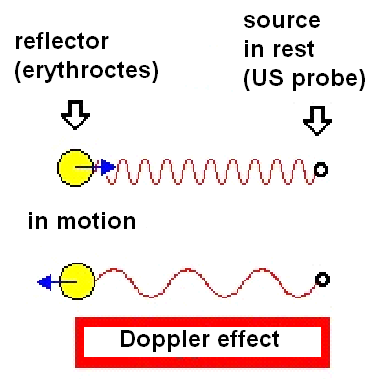 reflector
(erythroctes)
source
in rest
(US probe)
in motion
Doppler effect